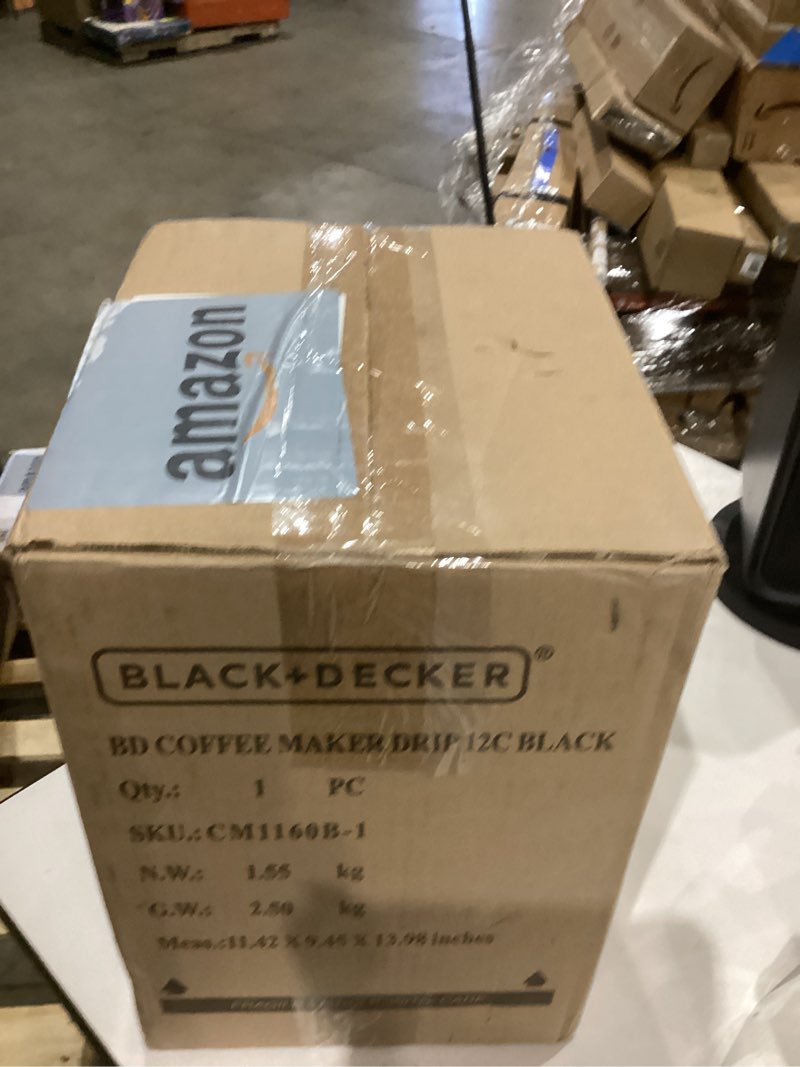 amazon
BLACK+DECKER®
BD COFFEE MAKER DRIP 12C BLACK
Qty.: 1 PC
SKU.: CM1160B-1
N.W.: 1.55 kg
G.W.: 2.50 kg
Meas.:11.42 X 9.45 X 13.98 inches